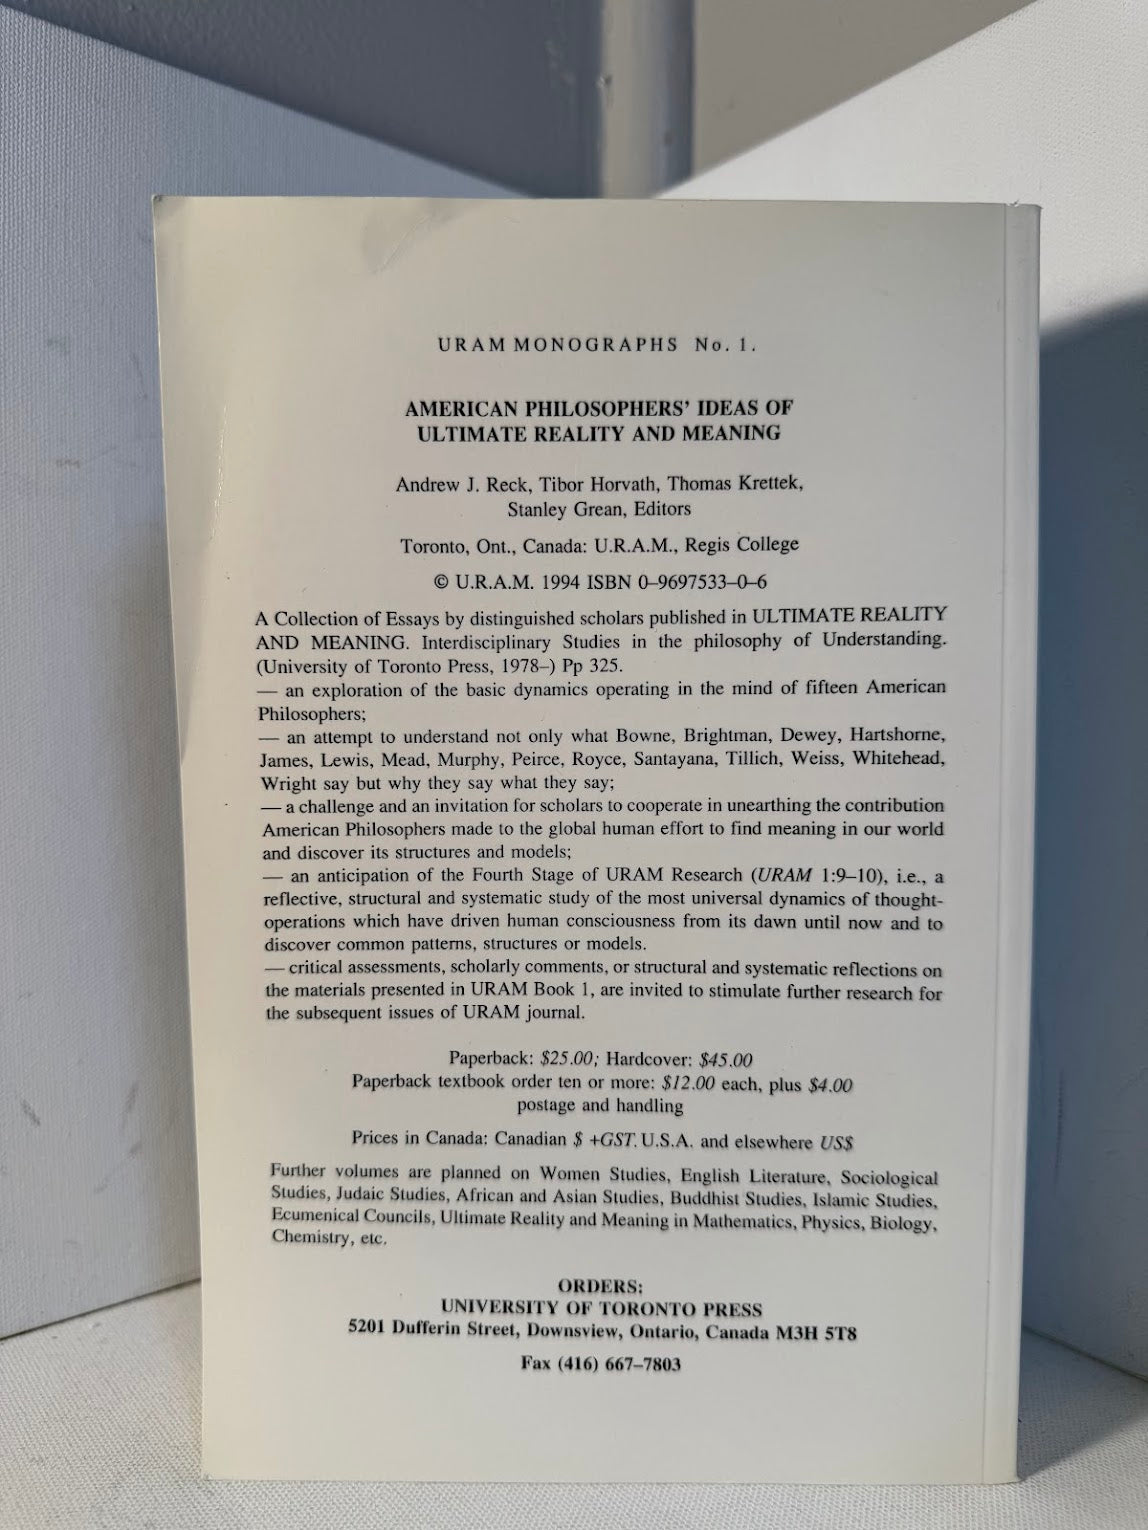 URAM MONOGRAPHS No. 1.
AMERICAN PHILOSOPHERS' IDEAS OF
ULTIMATE REALITY AND MEANING
Andrew J. Reck, Tibor Horvath, Thomas Krettek,
Stanley Grean, Editors
Toronto, Ont., Canada: U.R.A.M., Regis College
© U.R.A.M. 1994 ISBN 0–9697533–0–6
A Collection of Essays by distinguished scholars published in ULTIMATE REALITY
AND MEANING. Interdisciplinary Studies in the philosophy of Understanding.
(University of Toronto Press, 1978–) Pp 325.
— an exploration of the basic dynamics operating in the mind of fifteen American
Philosophers;
— an attempt to understand not only what Bowne, Brightman, Dewey, Hartshorne,
James, Lewis, Mead, Murphy, Peirce, Royce, Santayana, Tillich, Weiss, Whitehead,
Wright say but why they say what they say;
— a challenge and an invitation for scholars to cooperate in unearthing the contribution
American Philosophers made to the global human effort to find meaning in our world
and discover its structures and models;
— an anticipation of the Fourth Stage of URAM Research (URAM 1:9–10), i.e., a
reflective, structural and systematic study of the most universal dynamics of thought-
operations which have driven human consciousness from its dawn until now and to
discover common patterns, structures or models.
— critical assessments, scholarly comments, or structural and systematic reflections on
the materials presented in URAM Book 1, are invited to stimulate further research for
the subsequent issues of URAM journal.
Paperback: $25.00; Hardcover: $45.00
Paperback textbook order ten or more: $12.00 each, plus $4.00
postage and handling
Prices in Canada: Canadian $ +GST. U.S.A. and elsewhere US$
Further volumes are planned on Women Studies, English Literature, Sociological
Studies, Judaic Studies, African and Asian Studies, Buddhist Studies, Islamic Studies,
Ecumenical Councils, Ultimate Reality and Meaning in Mathematics, Physics, Biology,
Chemistry, etc.
ORDERS:
UNIVERSITY OF TORONTO PRESS
5201 Dufferin Street, Downsview, Ontario, Canada M3H 5T8
Fax (416) 667–7803